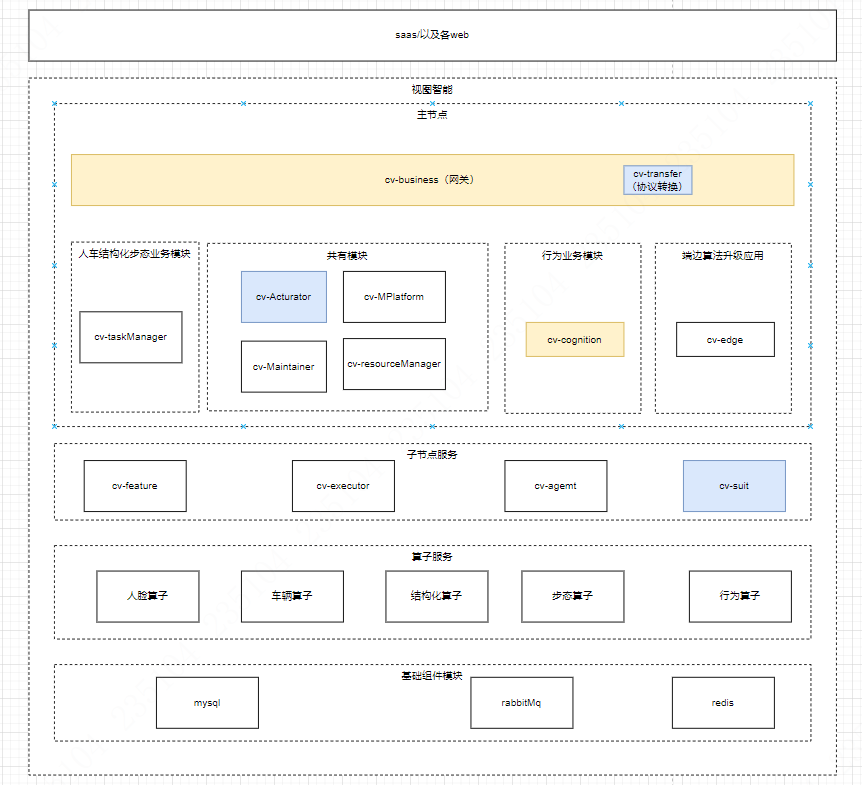 saas/以及各web
视图智能
主节点
cv-business（网关）
cv-transfer
（协议转换）
人车结构化步态业务模块
共有模块
行为业务模块
端边算法升级应用
cv-Acturator
cv-MPlatform
cv-taskManager
cv-cognition
cv-edge
cv-Maintainer
cv-resourceManager
子节点服务
cv-feature
cv-executor
cv-agemt
cv-suit
算子服务
人脸算子
车辆算子
结构化算子
步态算子
行为算子
基础组件模块
mysql
rabbitMq
redis